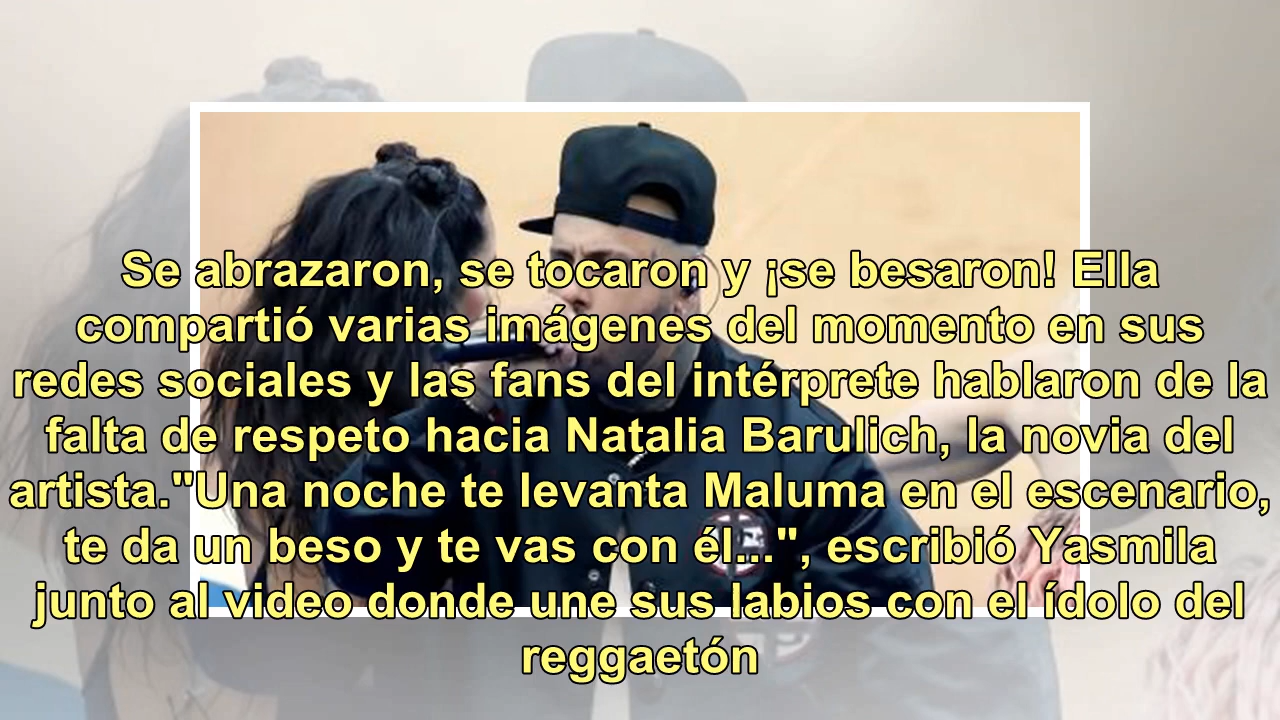 Se abrazaron, se tocaron y ¡se besaron! Ella
compartió varias imágenes del momento en sus
redes sociales y las fans del intérprete hablaron de la
falta de respeto hacia Natalia Barulich, la novia del
artista."Una noche te levanta Maluma en el escenario,
te da un beso y te vas con él...", escribió Yasmila
junto al video donde une sus labios con el ídolo del
reggaetón